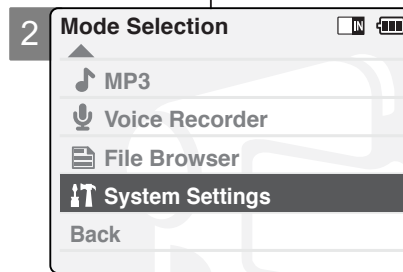 2
Mode Selection
IN
MP3
Voice Recorder
File Browser
System Settings
Back